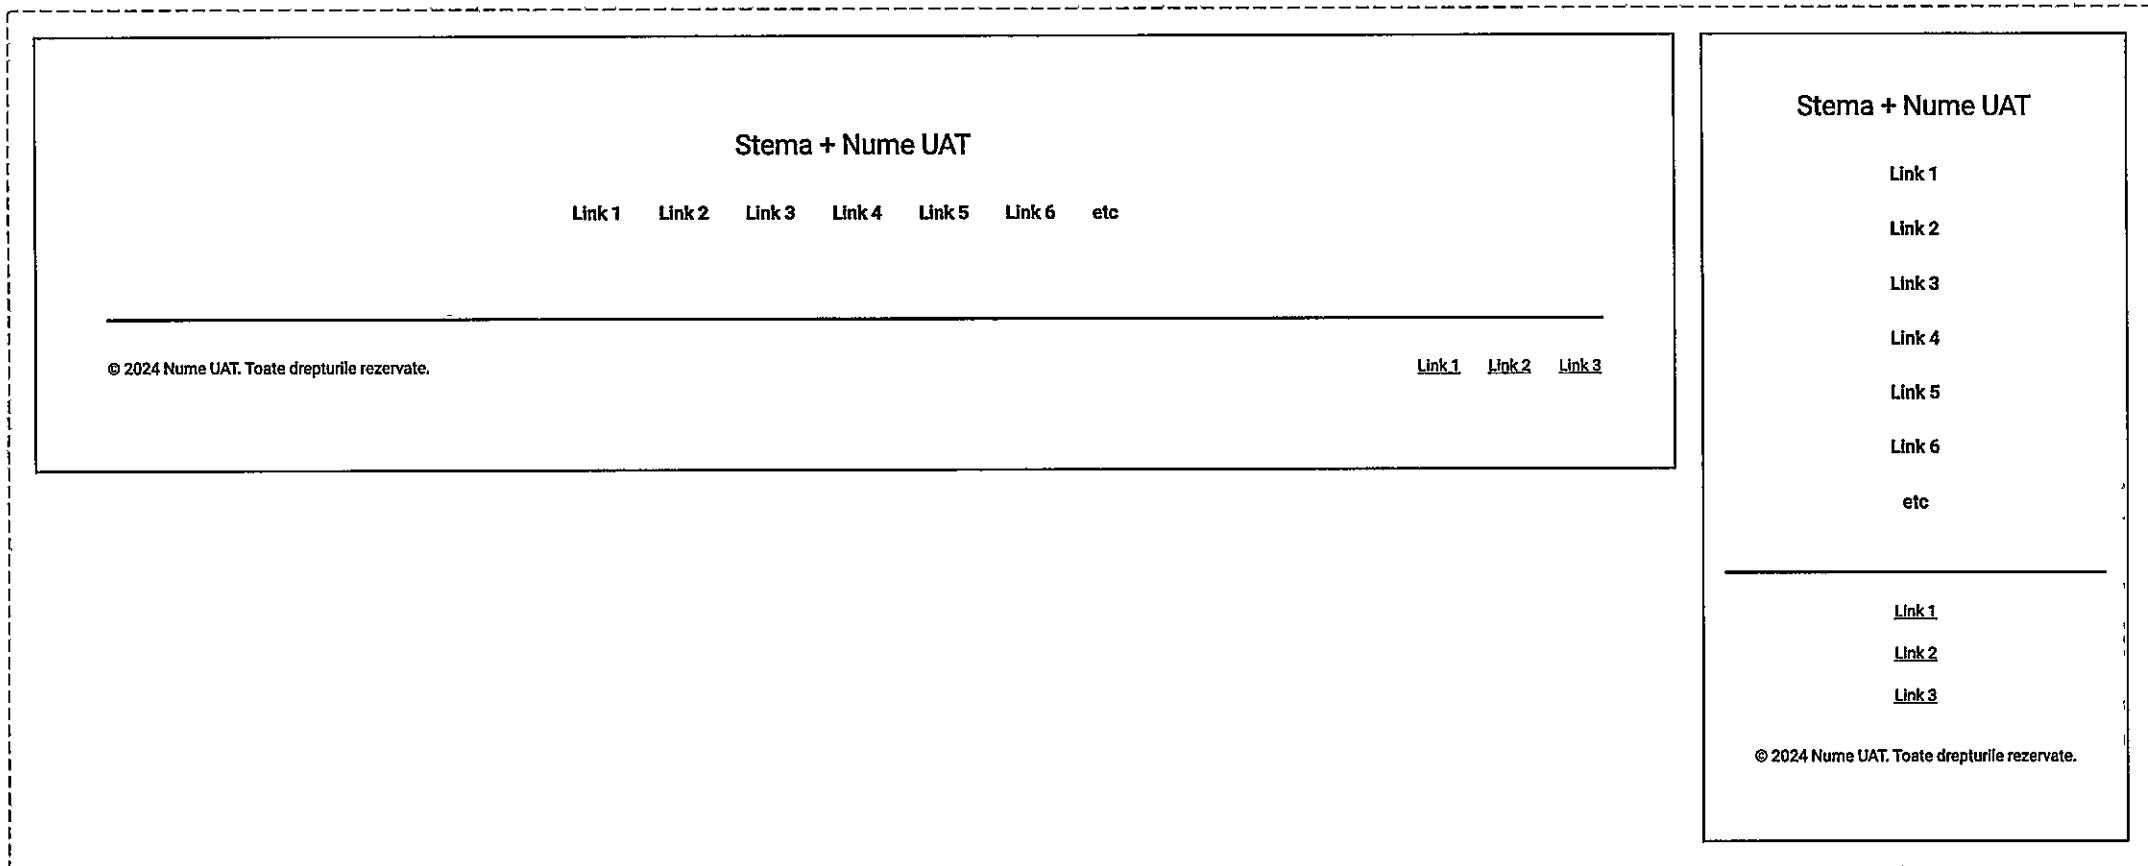 Stema + Nume UAT
Link 1 Link 2 Link 3 Link 4 Link 5 Link 6 etc
© 2024 Nume UAT. Toate drepturile rezervate.
Link 1 Link 2 Link 3
Stema + Nume UAT
Link 1
Link 2
Link 3
Link 4
Link 5
Link 6
etc
Link 1
Link 2
Link 3
© 2024 Nume UAT. Toate drepturile rezervate.